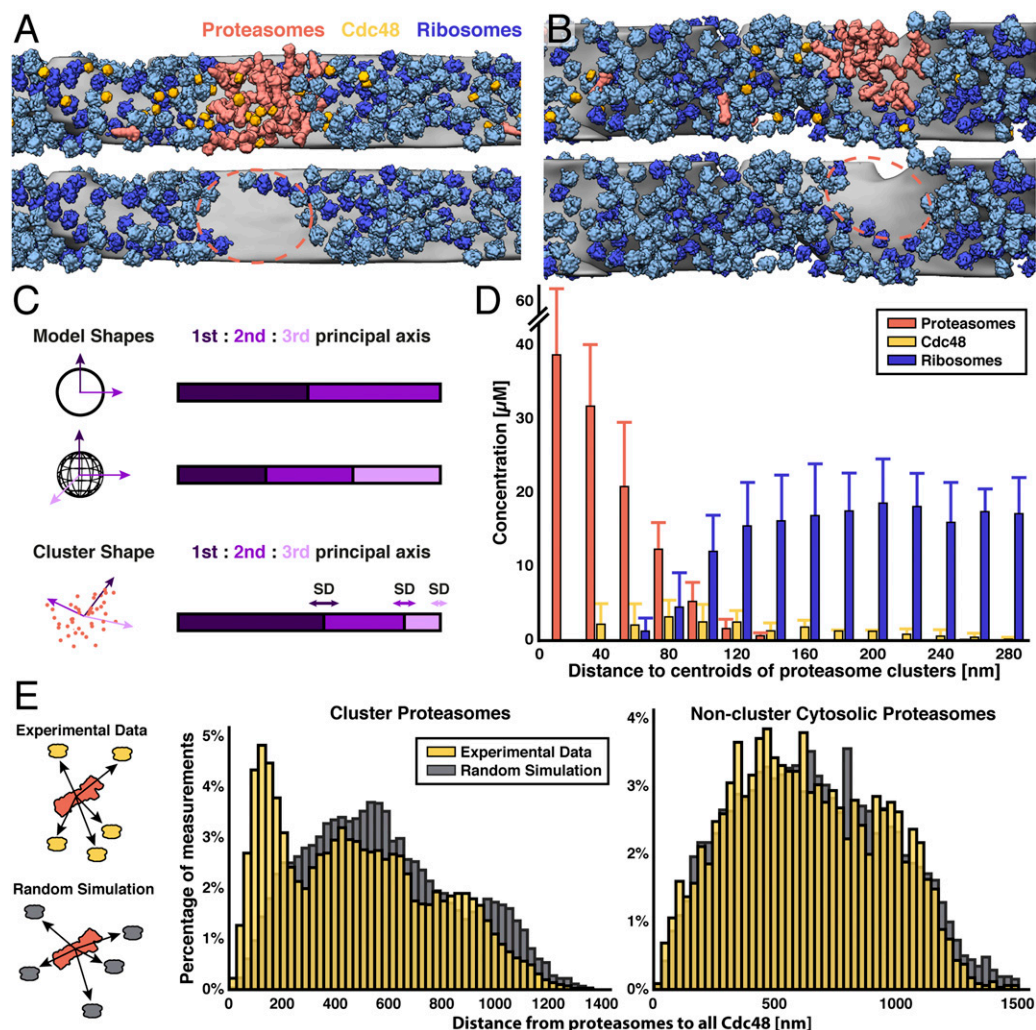 A
Proteasomes Cdc48 Ribosomes
B
C
Model Shapes
1st : 2nd : 3rd principal axis
Cluster Shape
1st : 2nd : 3rd principal axis
SD SD SD
D
Concentration [µM]
60
40
30
20
10
0
Proteasomes
Cdc48
Ribosomes
0 40 80 120 160 200 240 280
Distance to centroids of proteasome clusters [nm]
E
Experimental Data
Random Simulation
Cluster Proteasomes
Percentage of measurements
5%
4%
3%
2%
1%
0%
Experimental Data
Random Simulation
0 200 400 600 800 1000 1200 1400
Non-cluster Cytosolic Proteasomes
4%
3%
2%
1%
0%
0 500 1000 1500
Distance from proteasomes to all Cdc48 [nm]